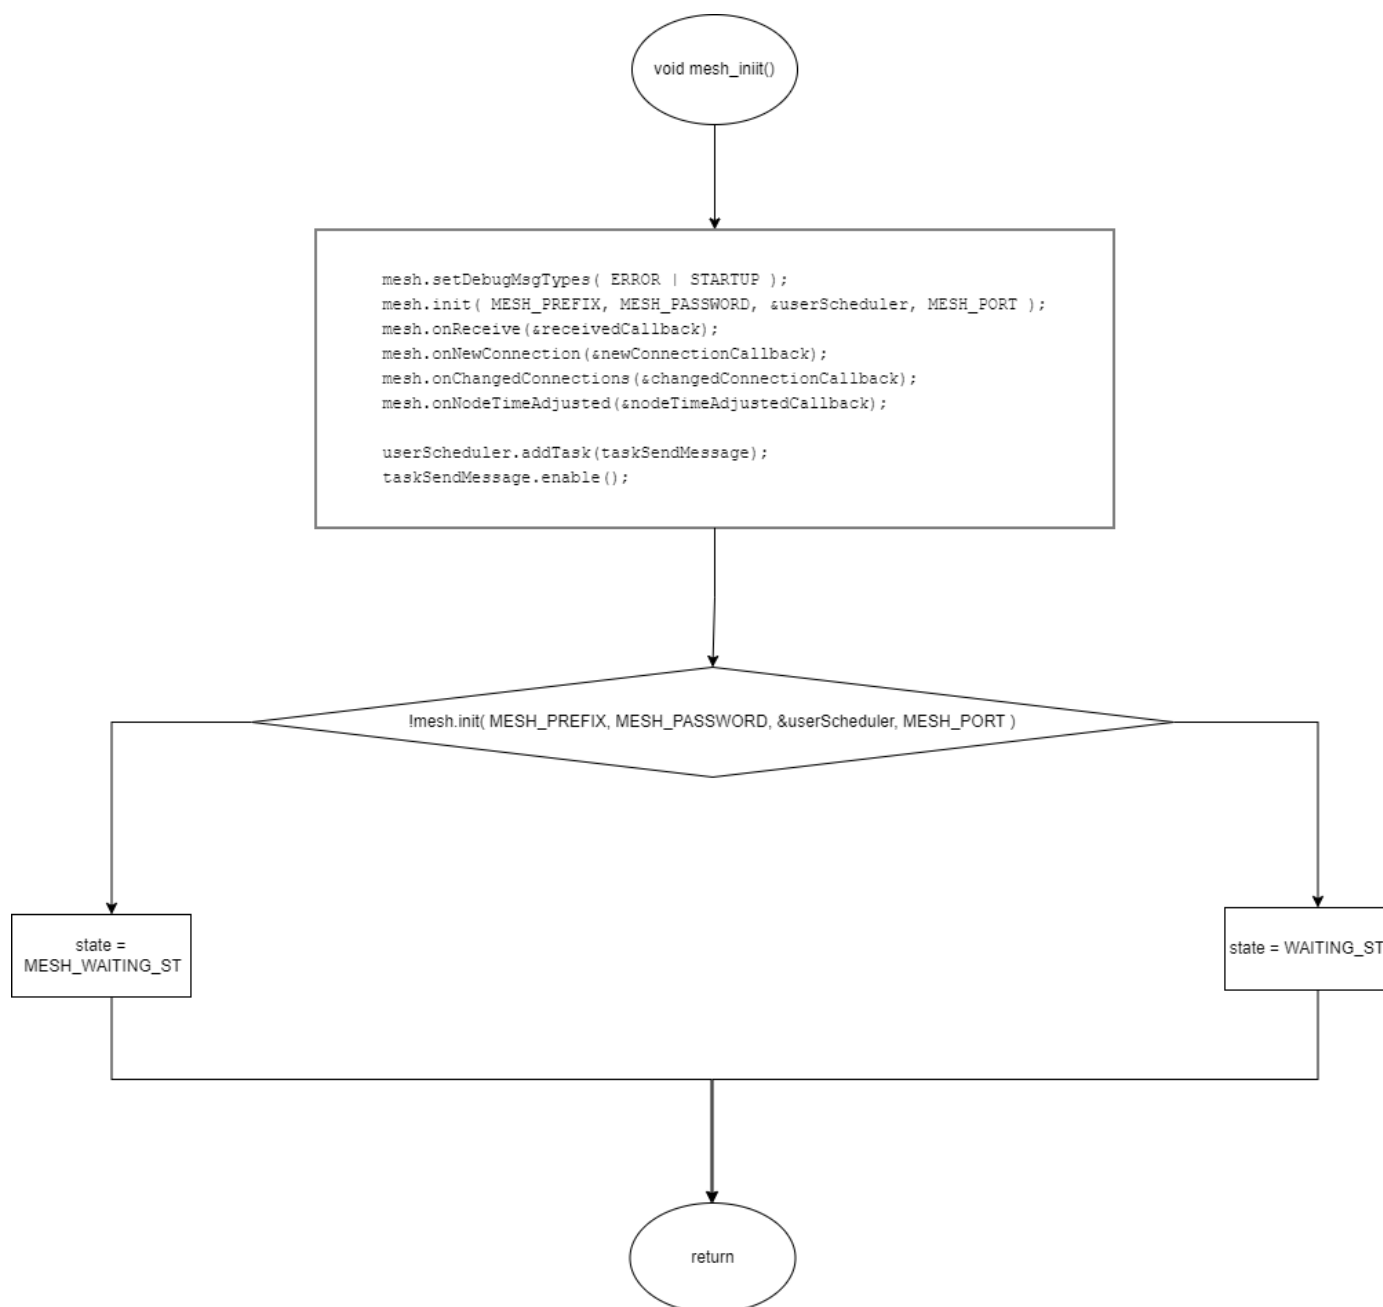 void mesh_iniit()
mesh.setDebugMsgTypes( ERROR | STARTUP );
mesh.init( MESH_PREFIX, MESH_PASSWORD, &userScheduler, MESH_PORT );
mesh.onReceive(&receivedCallback);
mesh.onNewConnection(&newConnectionCallback);
mesh.onChangedConnections(&changedConnectionCallback);
mesh.onNodeTimeAdjusted(&nodeTimeAdjustedCallback);
userScheduler.addTask(taskSendMessage);
taskSendMessage.enable();
!mesh.init( MESH_PREFIX, MESH_PASSWORD, &userScheduler, MESH_PORT )
state =
MESH_WAITING_ST
state = WAITING_ST
return